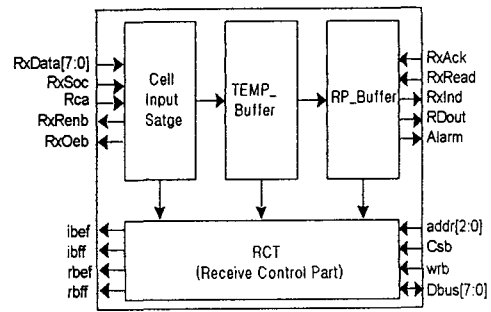 RxData[7:0]
RxSoc
Rca
RxRenb
RxOeb
Cell
Input
Satge
TEMP_
Buffer
RP_Buffer
RxAck
RxRead
RxInd
RDout
Alarm
ibef
ibff
rbef
rbff
RCT
(Receive Control Part)
addr[2:0]
Csb
wrb
Dbus[7:0]